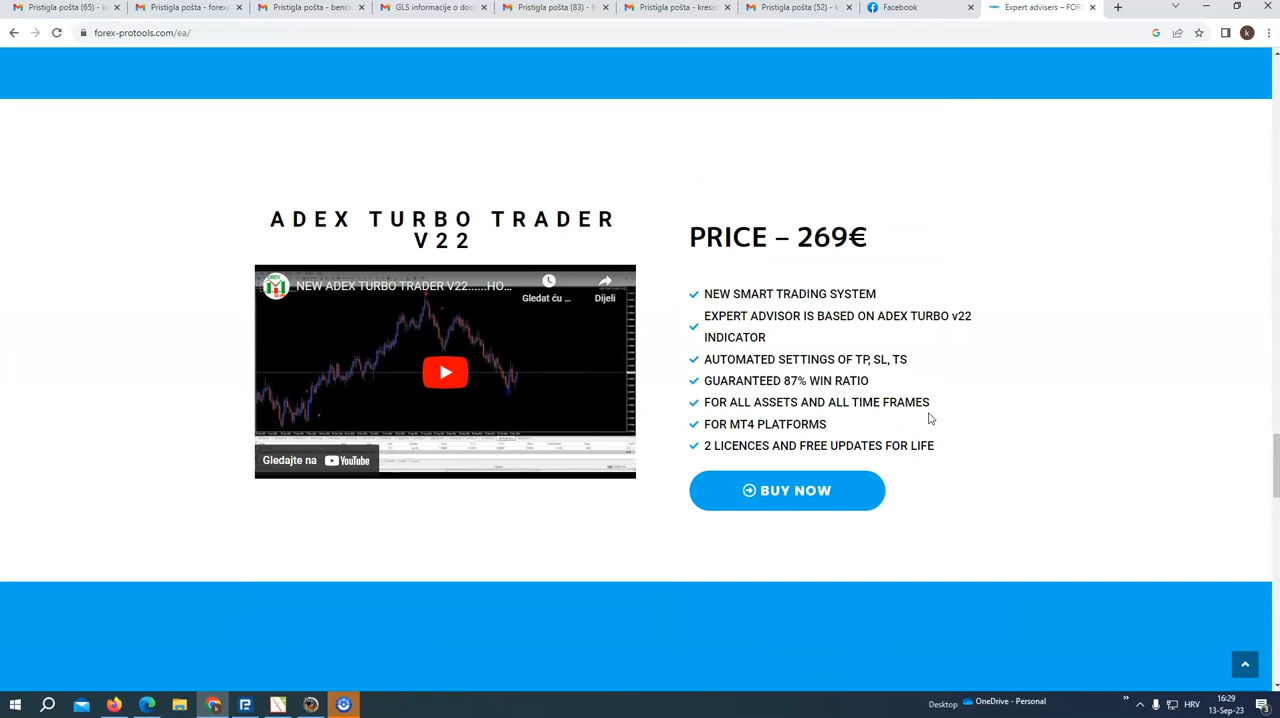 Pristigla pošta (65) - k
Pristigla pošta - forexp
Pristigla pošta - benci
GLS informacije o dos
Pristigla pošta (83) - b
Pristigla pošta - kreso
Pristigla pošta (52) - k
Facebook
Expert advisers – FOR
forex-protools.com/ea/
ADEX TURBO TRADER
V22
NEW ADEX TURBO TRADER V22......HO...
Gledat ću ...
Dijeli
Gledajte na YouTube
PRICE – 269€
NEW SMART TRADING SYSTEM
EXPERT ADVISOR IS BASED ON ADEX TURBO v22
INDICATOR
AUTOMATED SETTINGS OF TP, SL, TS
GUARANTEED 87% WIN RATIO
FOR ALL ASSETS AND ALL TIME FRAMES
FOR MT4 PLATFORMS
2 LICENCES AND FREE UPDATES FOR LIFE
BUY NOW
Desktop
OneDrive - Personal
HRV
16:29
13-Sep-23